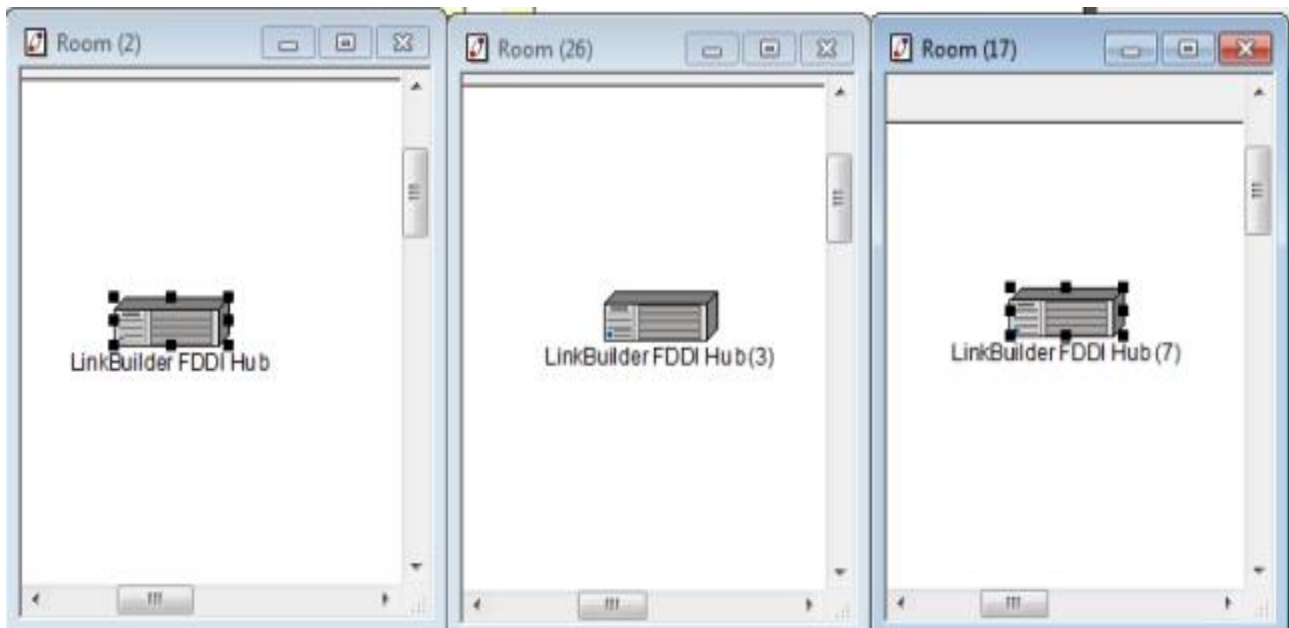 Room (2)
Room (26)
Room (17)
LinkBuilder FDDI Hub
LinkBuilder FDDI Hub (3)
LinkBuilder FDDI Hub (7)